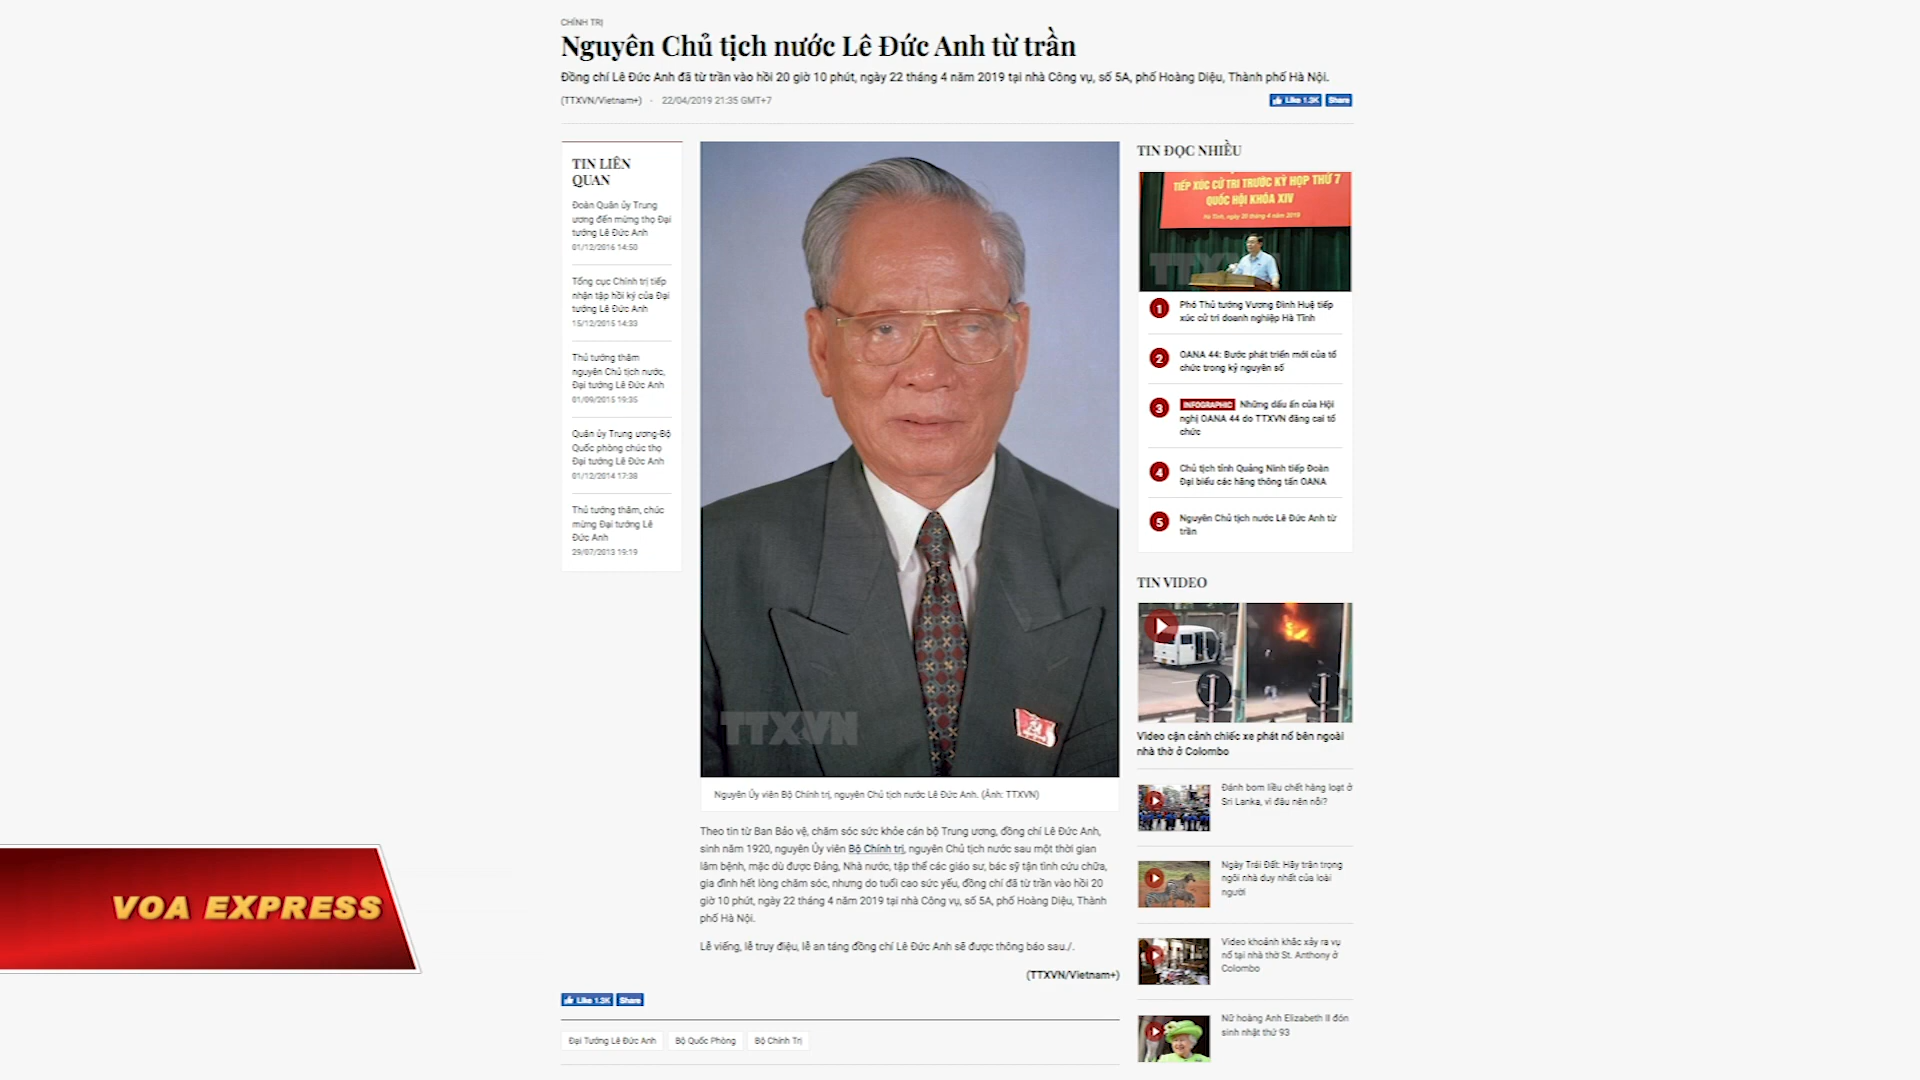 CHÍNH TRỊ
Nguyên Chủ tịch nước Lê Đức Anh từ trần
Đồng chí Lê Đức Anh đã từ trần vào hồi 20 giờ 10 phút, ngày 22 tháng 4 năm 2019 tại nhà Công vụ, số 5A, phố Hoàng Diệu, Thành phố Hà Nội.
(TTXVN/Vietnam+) - 22/04/2019 21:35 GMT+7
Like 1.3K Share
TIN LIÊN
QUAN
Đoàn Quân ủy Trung
ương đến mừng thọ Đại
tướng Lê Đức Anh
01/12/2016 14:50
Tổng cục Chính trị tiếp
nhận tập hồi ký của Đại
tướng Lê Đức Anh
15/12/2015 14:33
Thủ tướng thăm
nguyên Chủ tịch nước,
Đại tướng Lê Đức Anh
01/09/2015 19:35
Quân ủy Trung ương-Bộ
Quốc phòng chúc thọ
Đại tướng Lê Đức Anh
01/12/2014 17:38
Thủ tướng thăm, chúc
mừng Đại tướng Lê
Đức Anh
29/07/2013 19:19
TTXVN
Nguyên Ủy viên Bộ Chính trị, nguyên Chủ tịch nước Lê Đức Anh. (Ảnh: TTXVN)
Theo tin từ Ban Bảo vệ, chăm sóc sức khỏe cán bộ Trung ương, đồng chí Lê Đức Anh,
sinh năm 1920, nguyên Ủy viên Bộ Chính trị, nguyên Chủ tịch nước sau một thời gian
lâm bệnh, mặc dù được Đảng, Nhà nước, tập thể các giáo sư, bác sỹ tận tình cứu chữa,
gia đình hết lòng chăm sóc, nhưng do tuổi cao sức yếu, đồng chí đã từ trần vào hồi 20
giờ 10 phút, ngày 22 tháng 4 năm 2019 tại nhà Công vụ, số 5A, phố Hoàng Diệu, Thành
phố Hà Nội.
Lễ viếng, lễ truy điệu, lễ an táng đồng chí Lê Đức Anh sẽ được thông báo sau./.
(TTXVN/Vietnam+)
Like 1.3K Share
Đại Tướng Lê Đức Anh Bộ Quốc Phòng Bộ Chính Trị
TIN ĐỌC NHIỀU
TIẾP XÚC CỬ TRI TRƯỚC KỲ HỌP THỨ 7
QUỐC HỘI KHÓA XIV
Hà Tĩnh, ngày 20 tháng 4 năm 2019
TTXVN
1 Phó Thủ tướng Vương Đình Huệ tiếp
xúc cử tri doanh nghiệp Hà Tĩnh
2 OANA 44: Bước phát triển mới của tổ
chức trong kỷ nguyên số
3 INFOGRAPHIC Những dấu ấn của Hội
nghị OANA 44 do TTXVN đăng cai tổ
chức
4 Chủ tịch tỉnh Quảng Ninh tiếp Đoàn
Đại biểu các hãng thông tấn OANA
5 Nguyên Chủ tịch nước Lê Đức Anh từ
trần
TIN VIDEO
Video cận cảnh chiếc xe phát nổ bên ngoài
nhà thờ ở Colombo
Đánh bom liều chết hàng loạt ở
Sri Lanka, vì đâu nên nỗi?
Ngày Trái Đất: Hãy trân trọng
ngôi nhà duy nhất của loài
người
Video khoảnh khắc xảy ra vụ
nổ tại nhà thờ St. Anthony ở
Colombo
Nữ hoàng Anh Elizabeth II đón
sinh nhật thứ 93
VOA EXPRESS